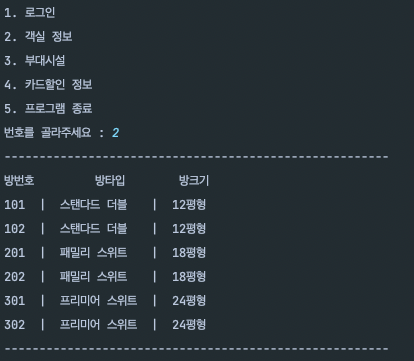 1. 로그인
2. 객실 정보
3. 부대시설
4. 카드할인 정보
5. 프로그램 종료
번호를 골라주세요 : 2
-------------------------------------------------------
방번호 방타입 방크기
101 | 스탠다드 더블 | 12평형
102 | 스탠다드 더블 | 12평형
201 | 패밀리 스위트 | 18평형
202 | 패밀리 스위트 | 18평형
301 | 프리미어 스위트 | 24평형
302 | 프리미어 스위트 | 24평형
-------------------------------------------------------